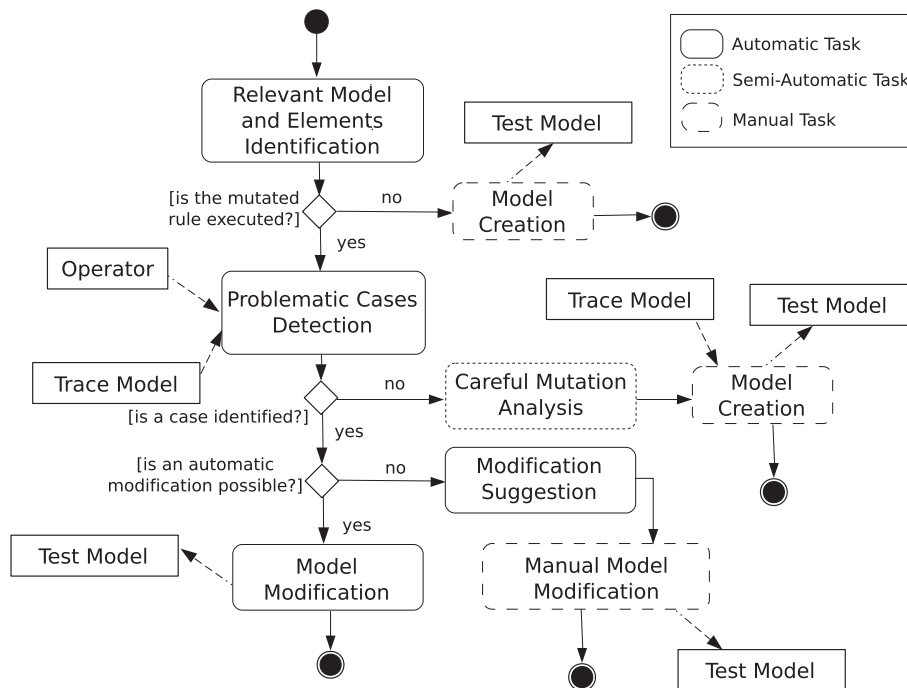 Relevant Model
and Elements
Identification
Automatic Task
Semi-Automatic Task
Manual Task
Test Model
[is the mutated
rule executed?]
no
Model
Creation
yes
Operator
Problematic Cases
Detection
Trace Model
Trace Model
Test Model
[is a case identified?]
no
Careful Mutation
Analysis
Model
Creation
yes
[is an automatic
modification possible?]
no
Modification
Suggestion
yes
Test Model
Model
Modification
Manual Model
Modification
Test Model